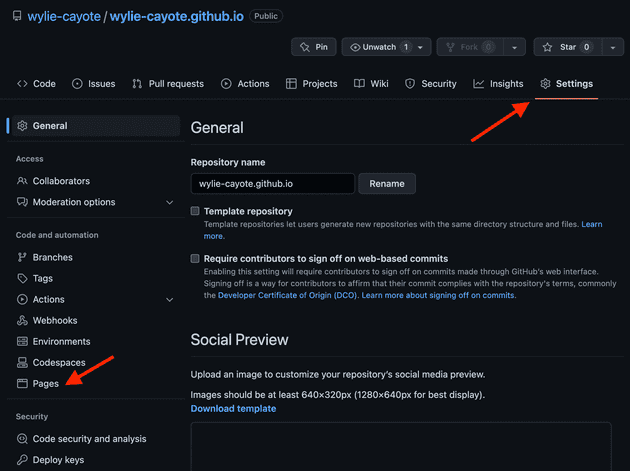 wylie-cayote / wylie-cayote.github.io Public
Pin Unwatch 1 Fork 0 Star 0
Code Issues Pull requests Actions Projects Wiki Security Insights Settings
General
Access
Collaborators
Moderation options
Code and automation
Branches
Tags
Actions
Webhooks
Environments
Codespaces
Pages
Security
Code security and analysis
Deploy keys
General
Repository name
wylie-cayote.github.io Rename
Template repository
Template repositories let users generate new repositories with the same directory structure and files. Learn
more.
Require contributors to sign off on web-based commits
Enabling this setting will require contributors to sign off on commits made through GitHub's web interface.
Signing off is a way for contributors to affirm that their commit complies with the repository's terms, commonly
the Developer Certificate of Origin (DCO). Learn more about signing off on commits.
Social Preview
Upload an image to customize your repository's social media preview.
Images should be at least 640×320px (1280×640px for best display).
Download template